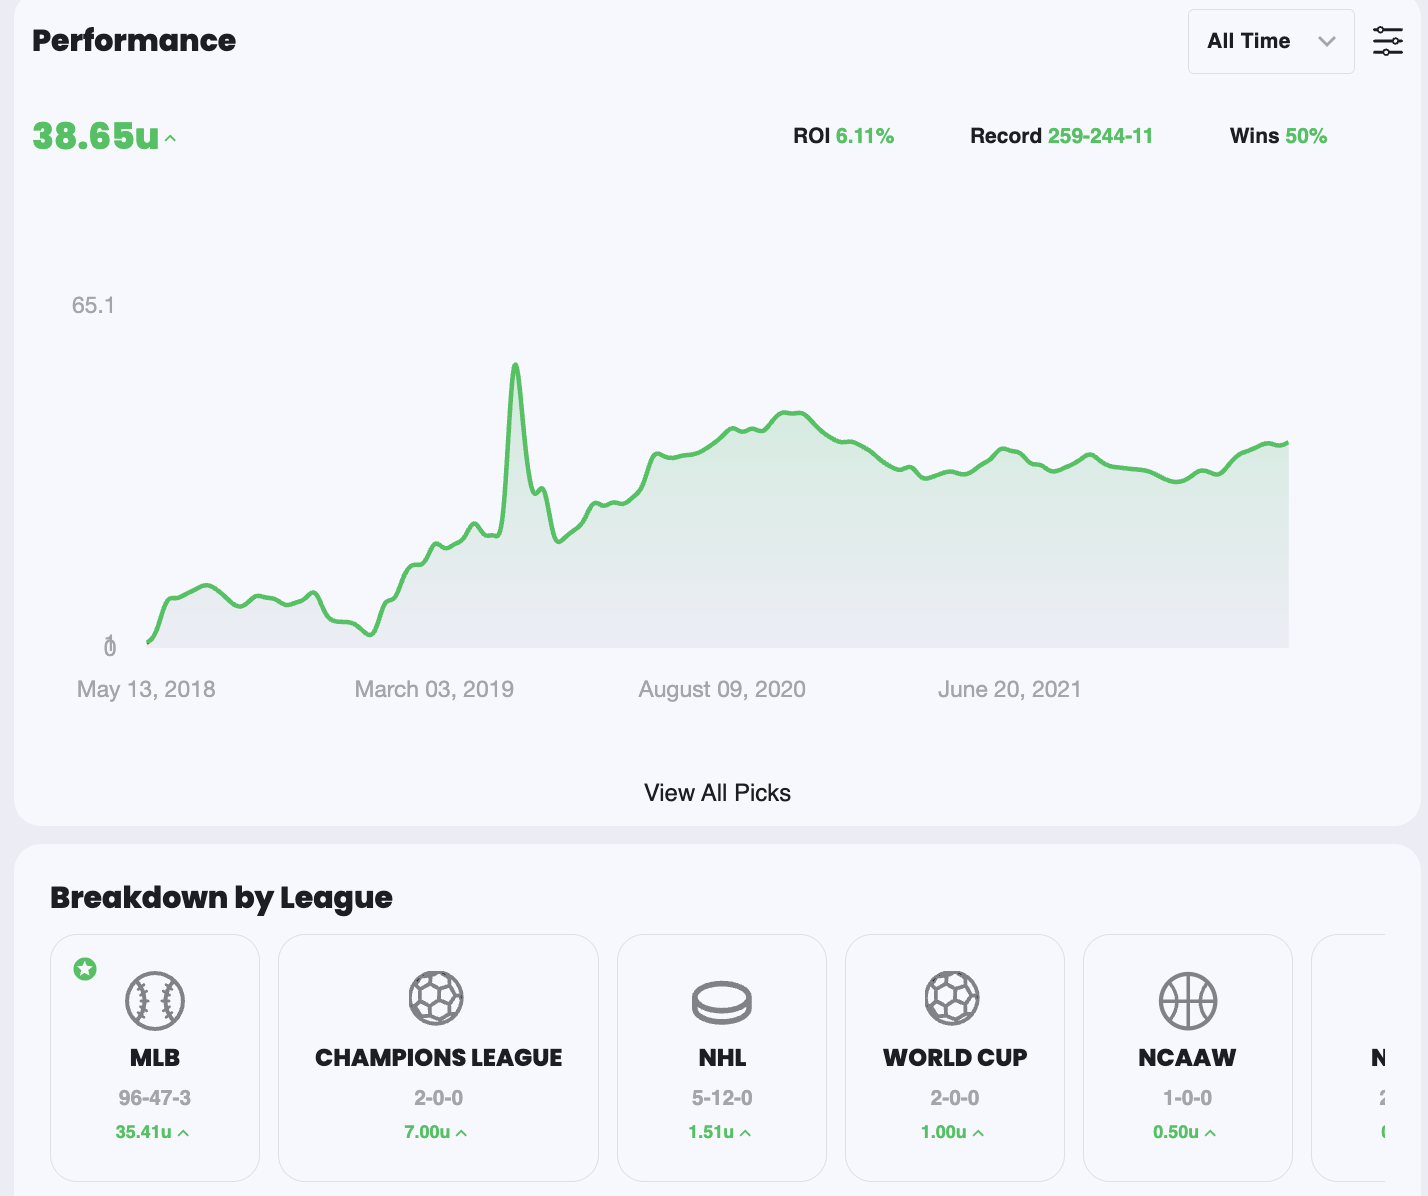 Performance
All Time
38.65u
ROI 6.11%
Record 259-244-11
Wins 50%
65.1
1
0
May 13, 2018
March 03, 2019
August 09, 2020
June 20, 2021
View All Picks
Breakdown by League
MLB
96-47-3
35.41u
CHAMPIONS LEAGUE
2-0-0
7.00u
NHL
5-12-0
1.51u
WORLD CUP
2-0-0
1.00u
NCAAW
1-0-0
0.50u